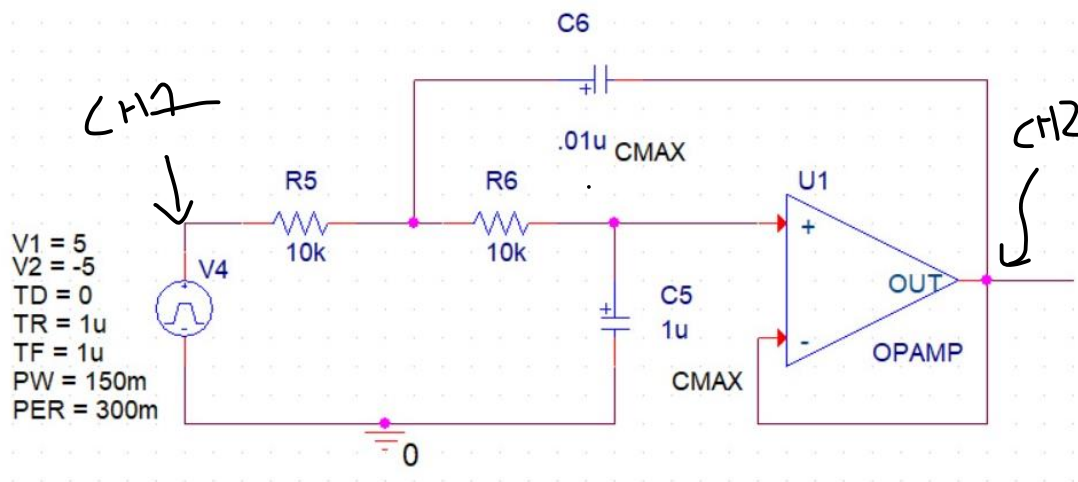 C6
CH1
CH2
.01u
CMAX
R5
R6
U1
10k
10k
+
-
OUT
OPAMP
V1 = 5
V2 = -5
TD = 0
TR = 1u
TF = 1u
PW = 150m
PER = 300m
V4
C5
1u
CMAX
0